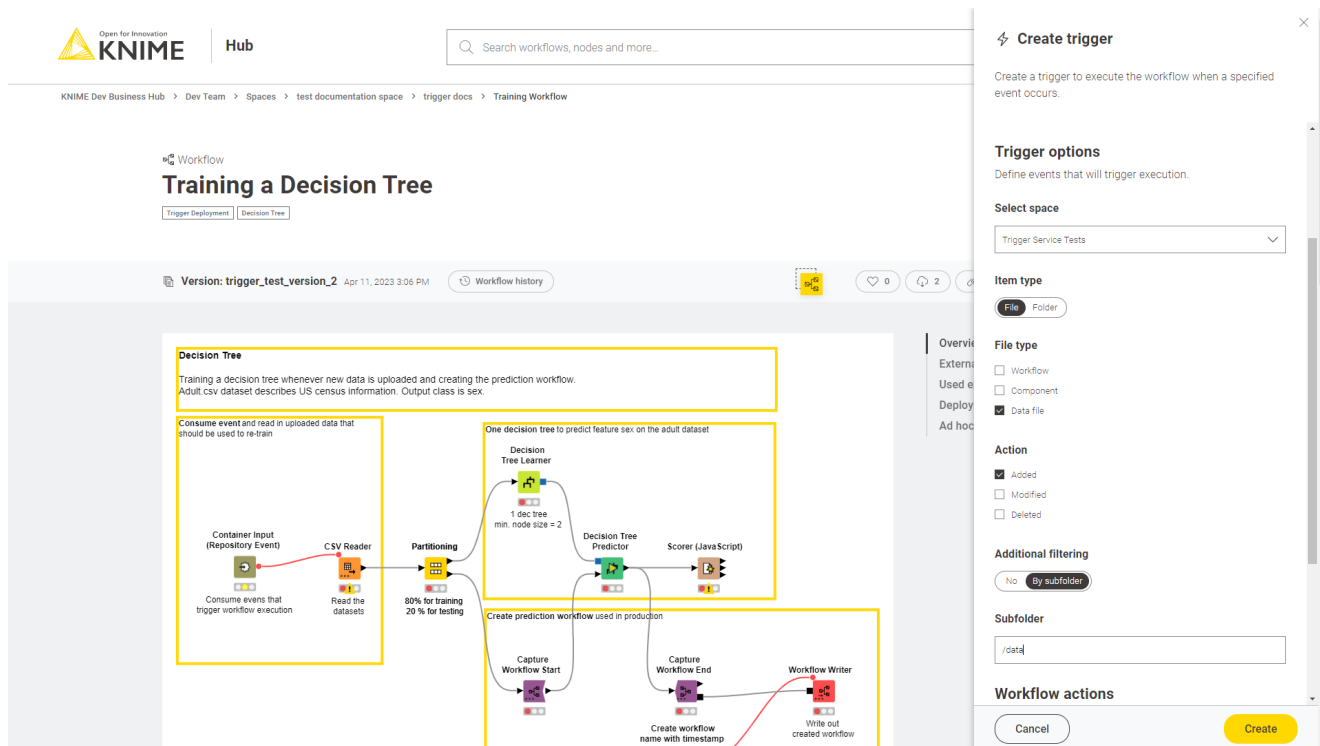 Open for Innovation
KNIME
Hub
Search workflows, nodes and more...
KNIME Dev Business Hub > Dev Team > Spaces > test documentation space > trigger docs > Training Workflow
Workflow
Training a Decision Tree
Trigger Deployment
Decision Tree
Version: trigger_test_version_2 Apr 11, 2023 3:06 PM
Workflow history
0
2
Decision Tree
Training a decision tree whenever new data is uploaded and creating the prediction workflow.
Adult.csv dataset describes US census information. Output class is sex.
Consume event and read in uploaded data that
should be used to re-train
Container Input
(Repository Event)
Consume evens that
trigger workflow execution
CSV Reader
Read the
datasets
Partitioning
80% for training
20 % for testing
One decision tree to predict feature sex on the adult dataset
Decision
Tree Learner
1 dec tree
min. node size = 2
Decision Tree
Predictor
Scorer (JavaScript)
Create prediction workflow used in production
Capture
Workflow Start
Capture
Workflow End
Create workflow
name with timestamp
Workflow Writer
Write out
created workflow
Overvie
Externa
Used e
Deploy
Ad hoc
Create trigger
Create a trigger to execute the workflow when a specified
event occurs.
Trigger options
Define events that will trigger execution.
Select space
Trigger Service Tests
Item type
File Folder
File type
Workflow
Component
Data file
Action
Added
Modified
Deleted
Additional filtering
No By subfolder
Subfolder
/data
Workflow actions
Cancel
Create